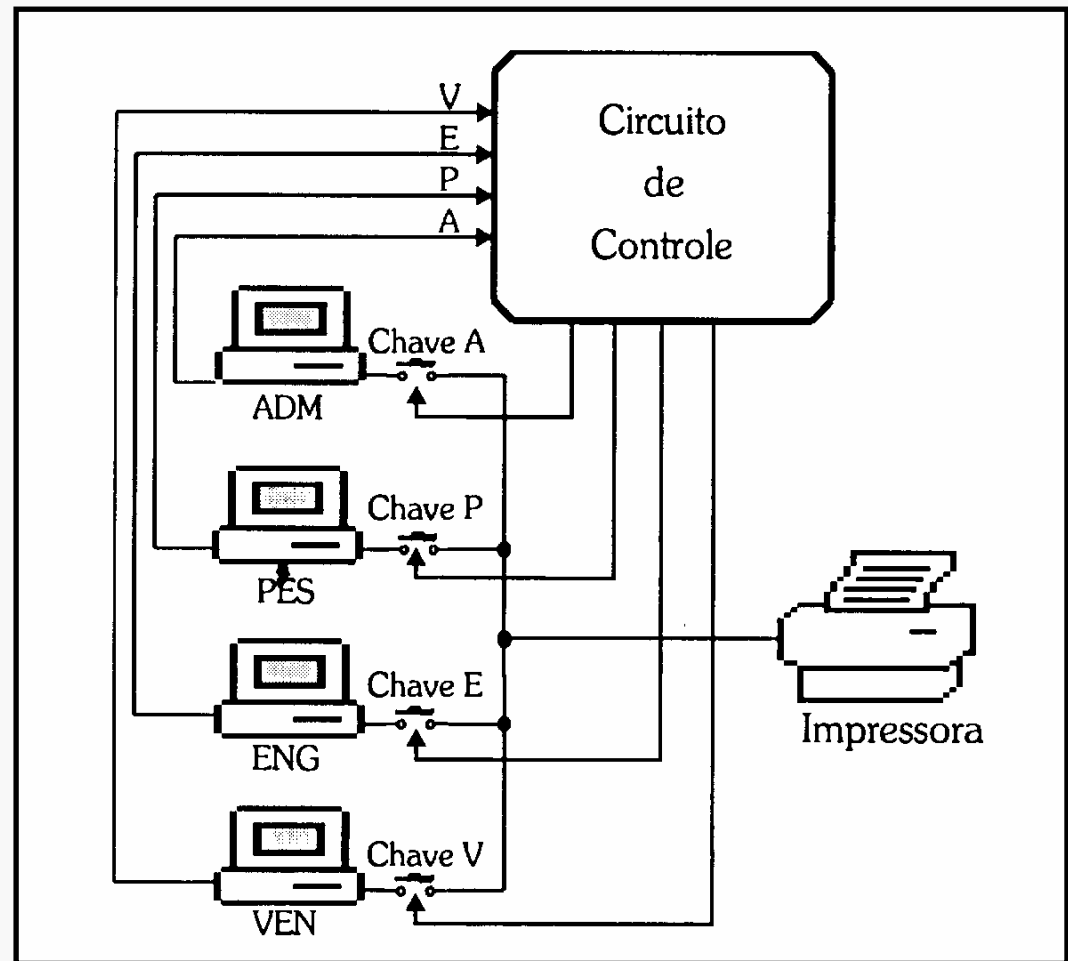 V
E
P
A
Circuito
de
Controle
Chave A
ADM
Chave P
PES
Chave E
ENG
Chave V
VEN
Impressora